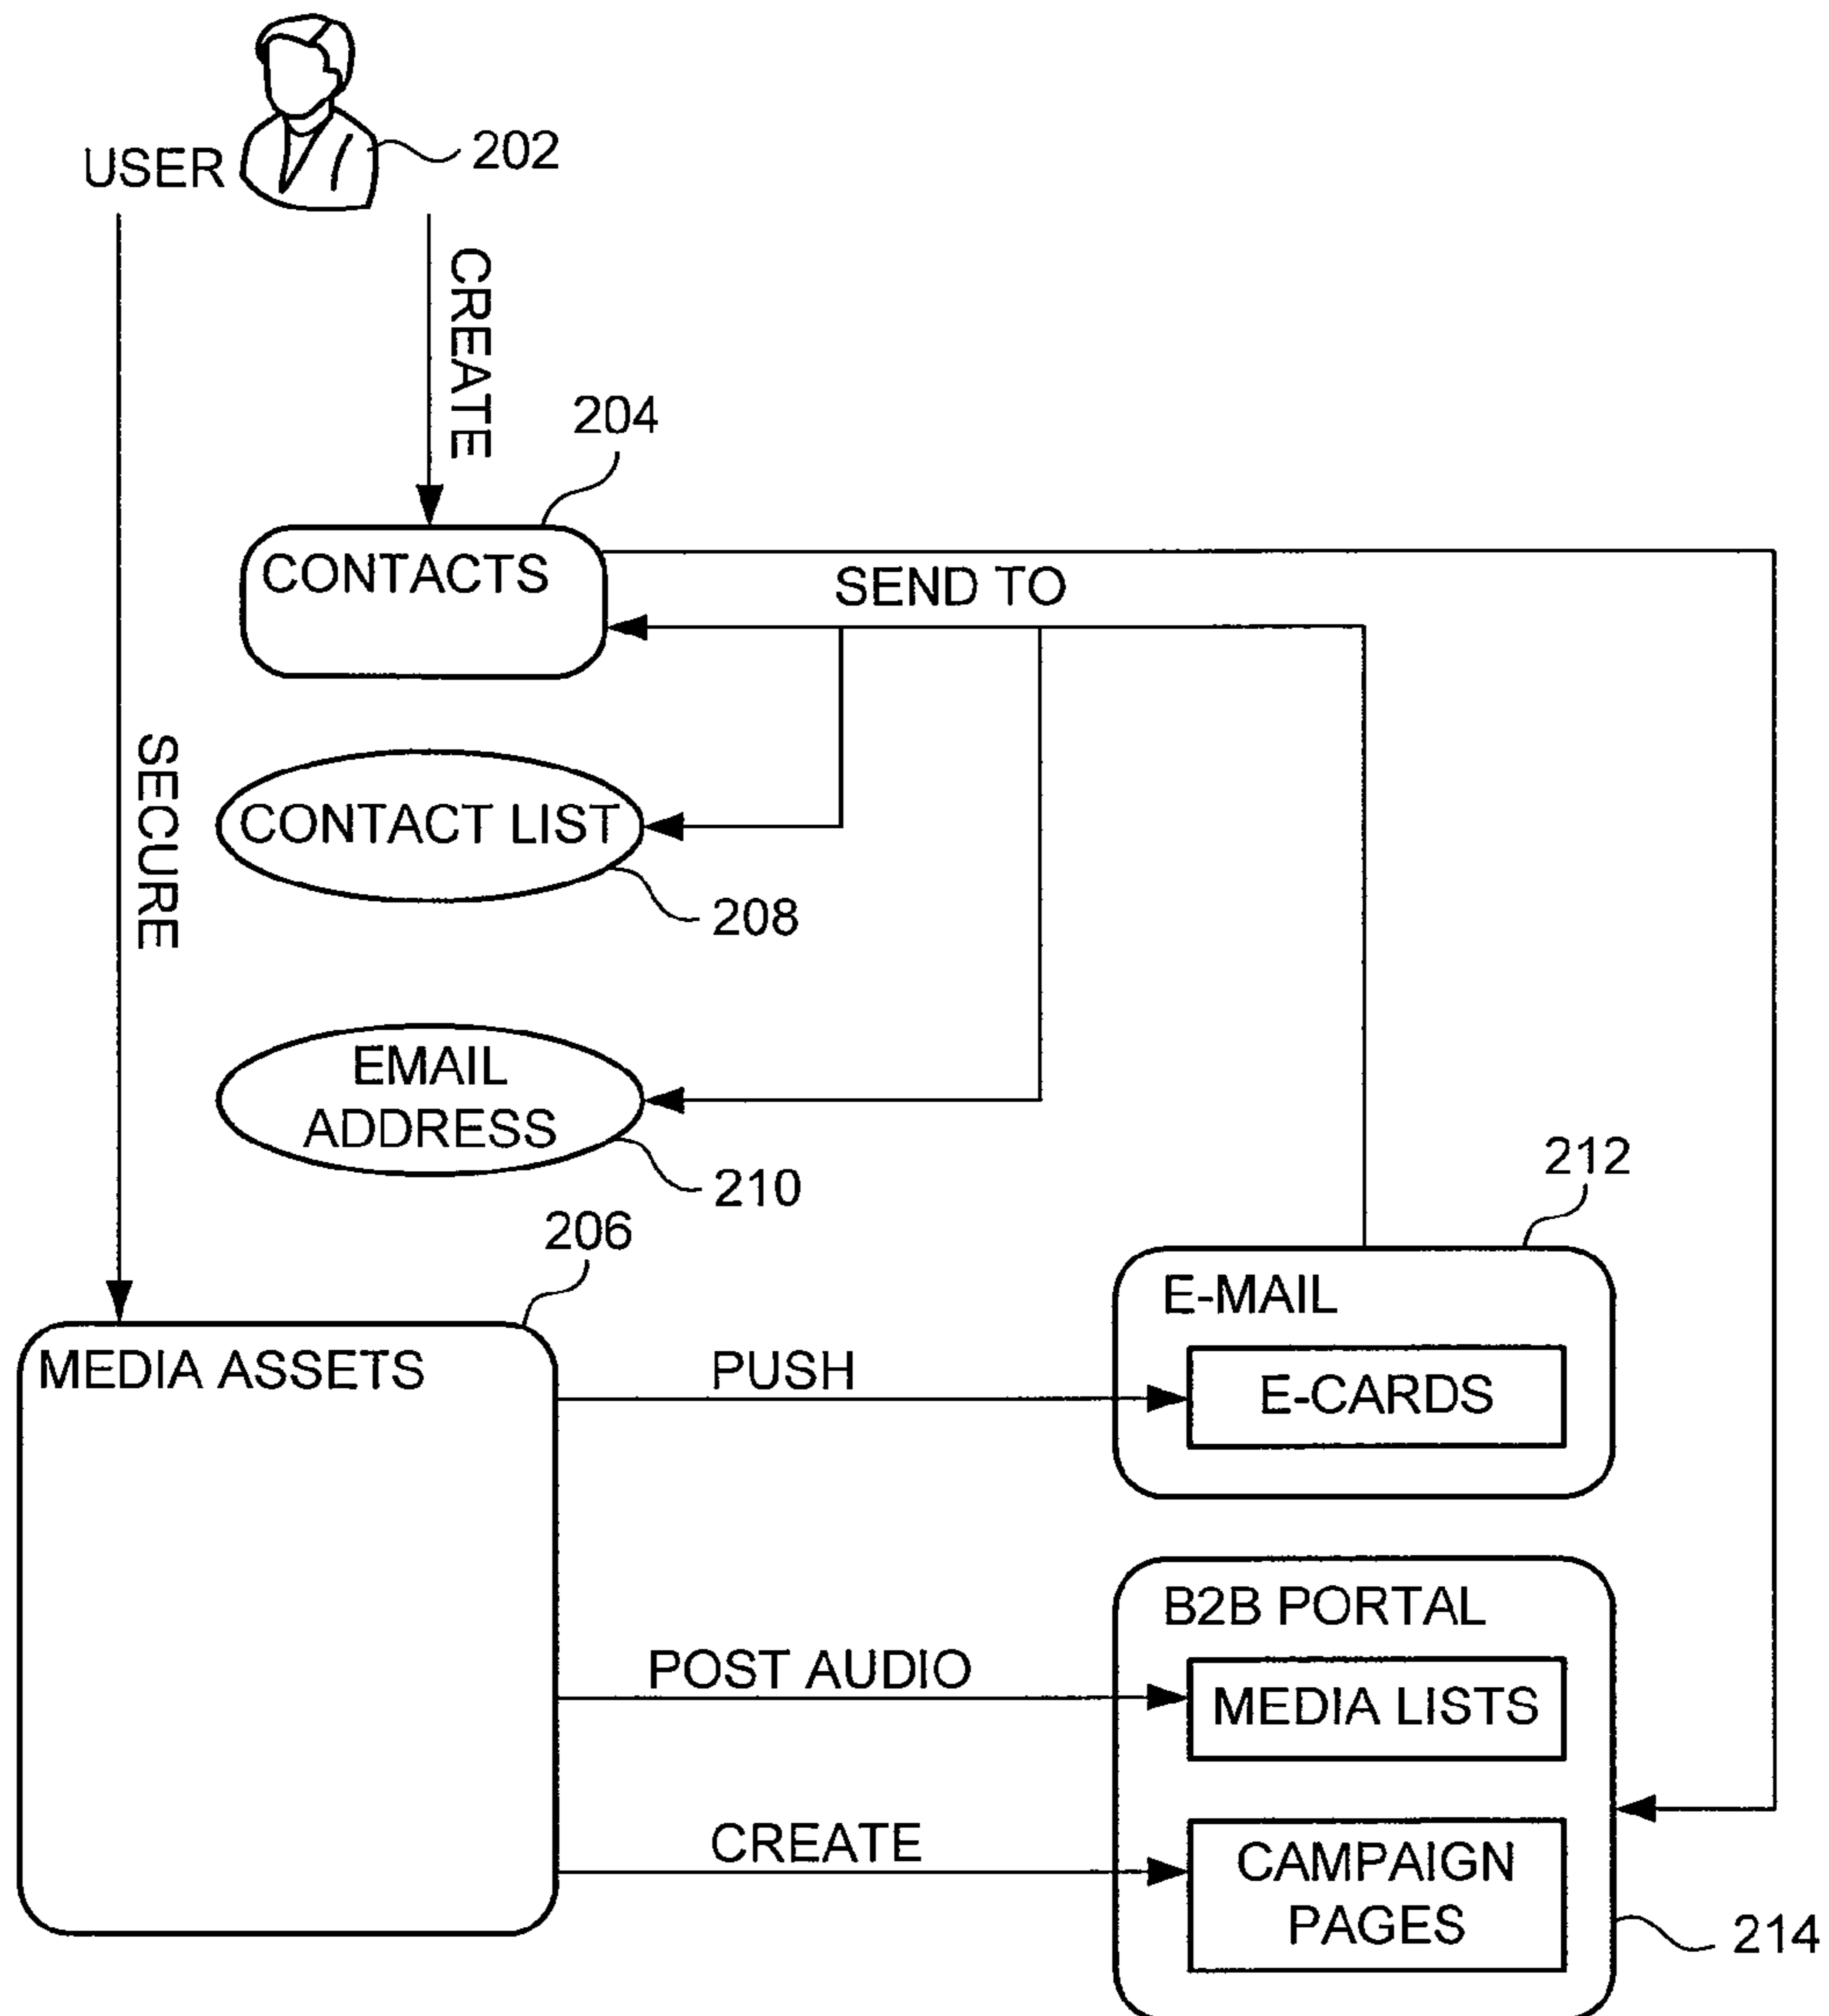 USER
202
CREATE
204
CONTACTS
SEND TO
SECURE
CONTACT LIST
208
EMAIL
ADDRESS
210
212
206
E-MAIL
MEDIA ASSETS
PUSH
E-CARDS
B2B PORTAL
POST AUDIO
MEDIA LISTS
CREATE
CAMPAIGN
PAGES
214